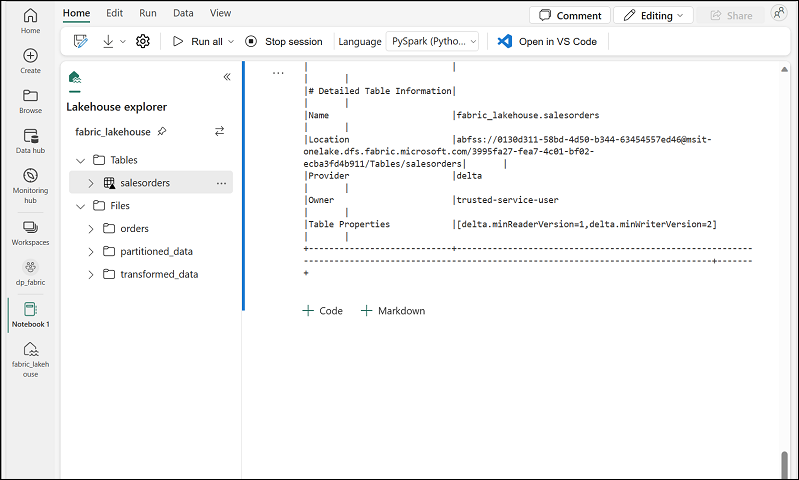 Home Edit Run Data View
Comment Editing Share
Run all Stop session Language PySpark (Pytho... Open in VS Code
Home
Create
Browse
Data hub
Monitoring
hub
Workspaces
dp_fabric
Notebook 1
fabric_lakeh
ouse
Lakehouse explorer
fabric_lakehouse
Tables
salesorders ...
Files
orders
partitioned_data
transformed_data
...
| |
| |
|# Detailed Table Information|
| |
|Name |fabric_lakehouse.salesorders
| |
|Location |abfss://0130d311-58bd-4d50-b344-63454557ed46@msit-
onelake.dfs.fabric.microsoft.com/3995fa27-fea7-4c01-bf02-
ecba3fd4b911/Tables/salesorders| |
|Provider |delta
| |
|Owner |trusted-service-user
| |
|Table Properties |[delta.minReaderVersion=1,delta.minWriterVersion=2]
| |
+----------------------------+----------------------------------------------------------
--------------------------------------------------------------------------------+-------
+
+ Code + Markdown